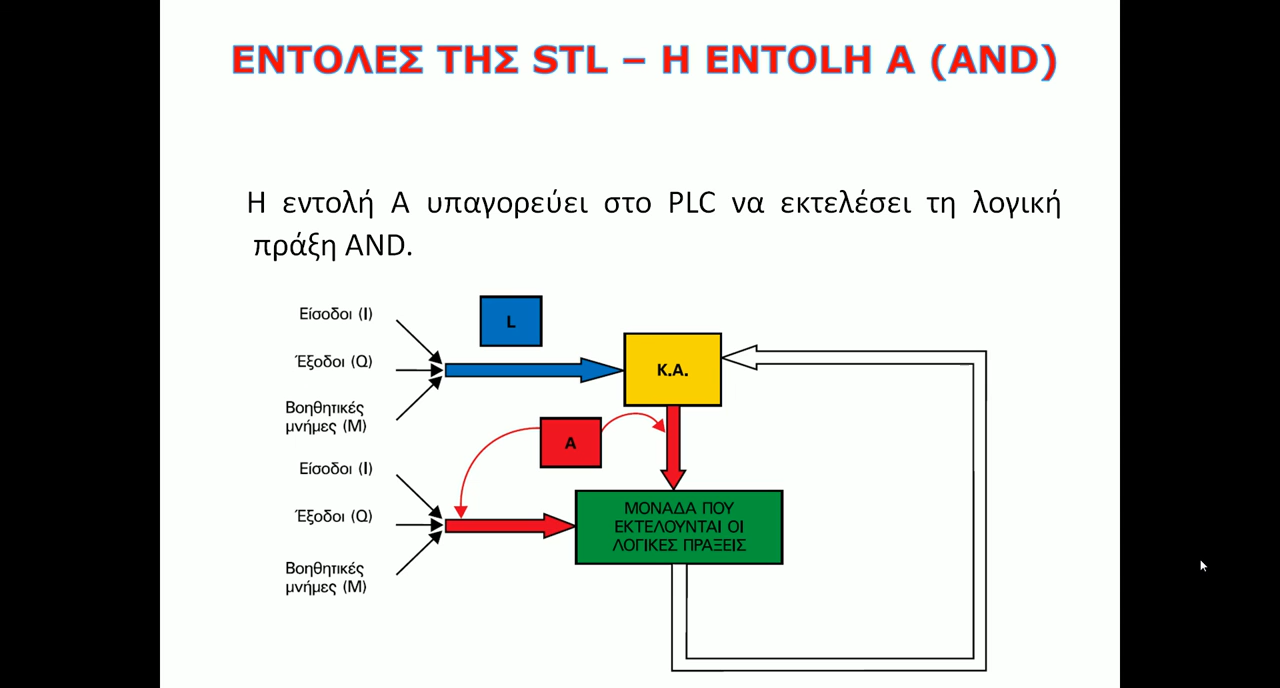 ΕΝΤΟΛΕΣ ΤΗΣ STL – Η ΕΝΤΟLΗ Α (AND)
Η εντολή Α υπαγορεύει στο PLC να εκτελέσει τη λογική
πράξη AND.
Είσοδοι (I)
Έξοδοι (Q)
Βοηθητικές
μνήμες (M)
L
Κ.Α.
A
Είσοδοι (I)
Έξοδοι (Q)
Βοηθητικές
μνήμες (M)
ΜΟΝΑΔΑ ΠΟΥ
ΕΚΤΕΛΟΥΝΤΑΙ ΟΙ
ΛΟΓΙΚΕΣ ΠΡΑΞΕΙΣ